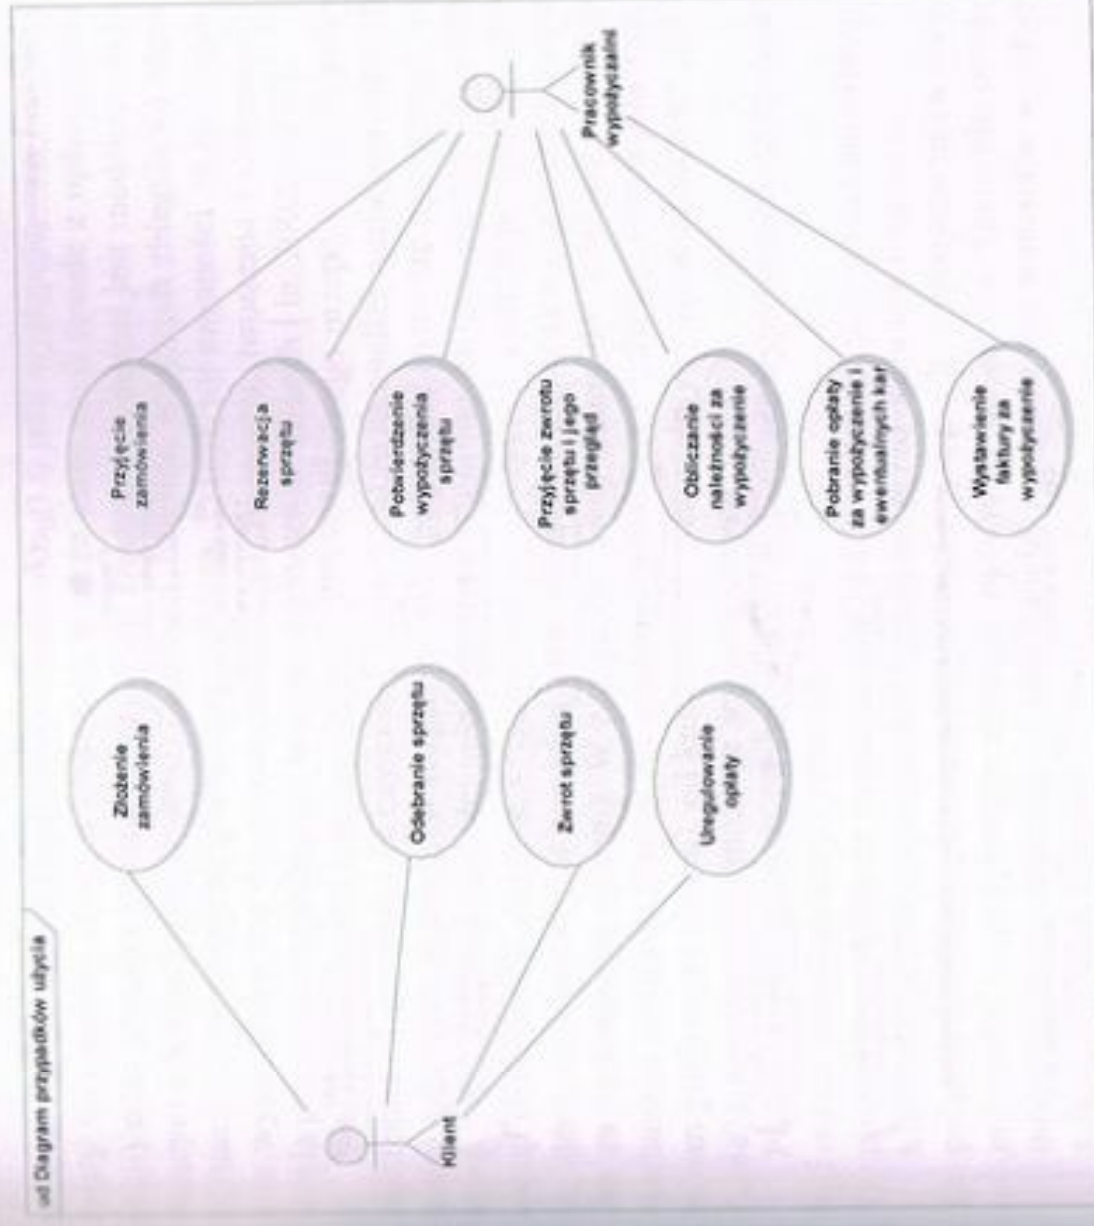 ud Diagram przypadków użycia
Klient
Złożenie
zamówienia
Odebranie sprzętu
Zwrot sprzętu
Uregulowanie
opłaty
Przyjęcie
zamówienia
Rezerwacja
sprzętu
Potwierdzenie
wypożyczenia
sprzętu
Przyjęcie zwrotu
sprzętu i jego
przegląd
Obliczanie
należności za
wypożyczenie
Pobranie opłaty
za wypożyczenie i
ewentualnych kar
Wystawienie
faktury za
wypożyczenie
Pracownik
wypożyczalni